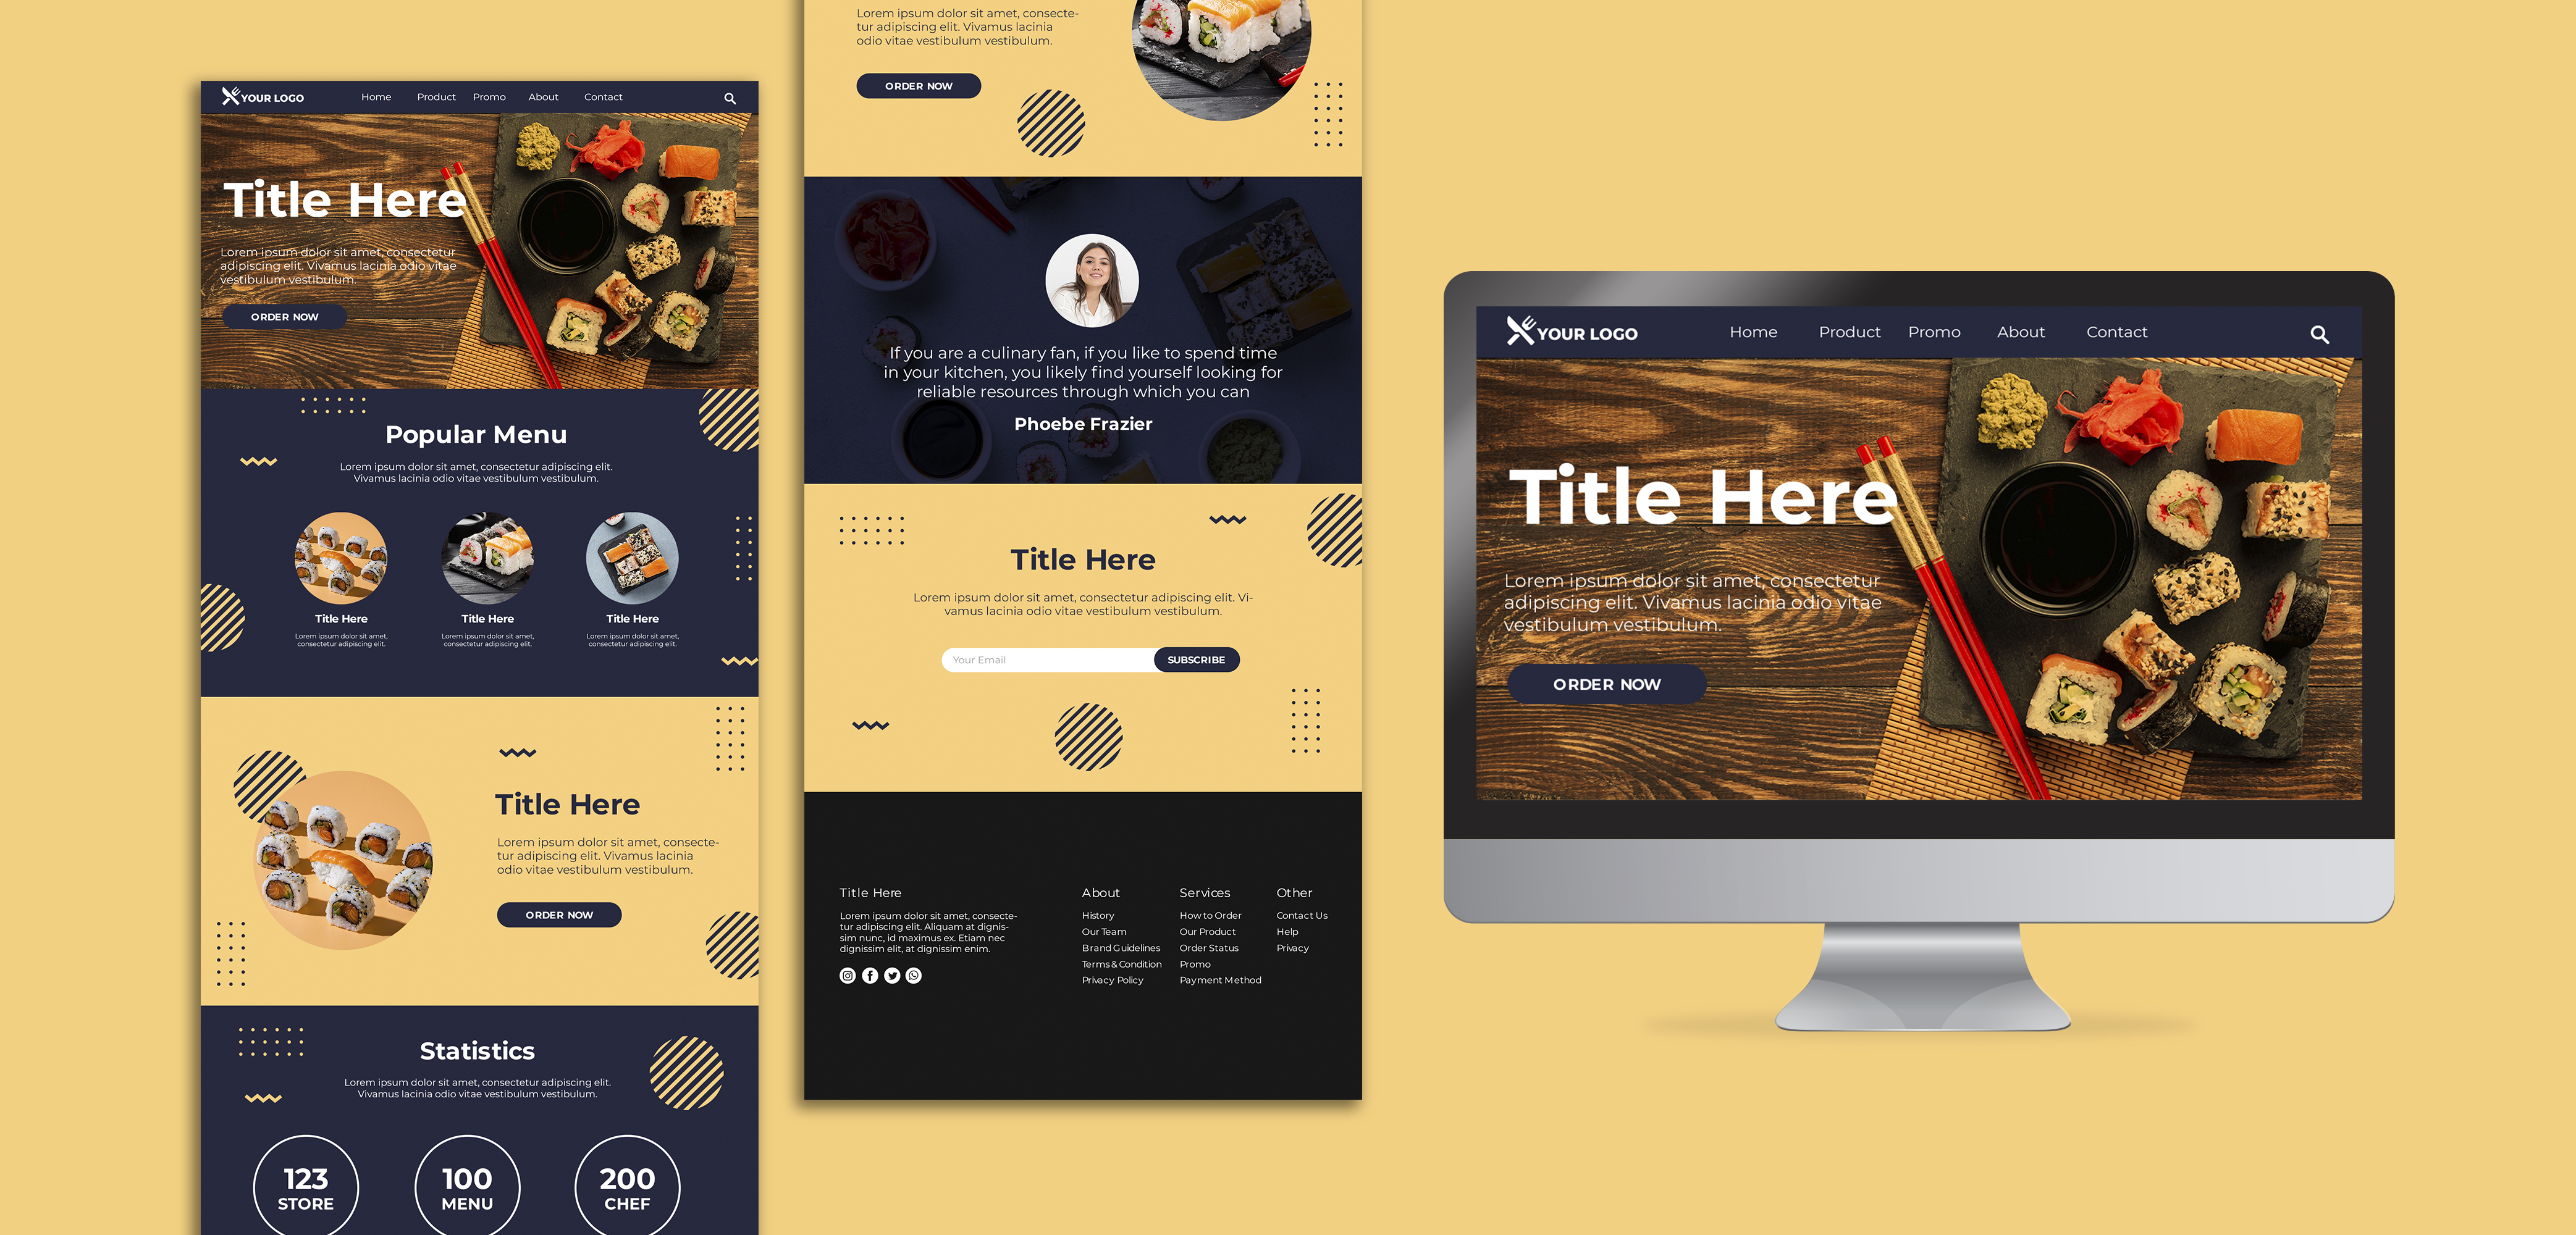 YOUR LOGO
Home Product Promo About Contact
Title Here
Lorem ipsum dolor sit amet, consectetur
adipiscing elit. Vivamus lacinia odio vitae
vestibulum vestibulum.
ORDER NOW
Popular Menu
Lorem ipsum dolor sit amet, consectetur adipiscing elit.
Vivamus lacinia odio vitae vestibulum vestibulum.
Title Here
Lorem ipsum dolor sit amet,
consectetur adipiscing elit.
Title Here
Lorem ipsum dolor sit amet,
consectetur adipiscing elit.
Title Here
Lorem ipsum dolor sit amet,
consectetur adipiscing elit.
Title Here
Lorem ipsum dolor sit amet, consecte-
tur adipiscing elit. Vivamus lacinia
odio vitae vestibulum vestibulum.
ORDER NOW
Statistics
Lorem ipsum dolor sit amet, consectetur adipiscing elit.
Vivamus lacinia odio vitae vestibulum vestibulum.
123
STORE
100
MENU
200
CHEF
Lorem ipsum dolor sit amet, consecte-
tur adipiscing elit. Vivamus lacinia
odio vitae vestibulum vestibulum.
ORDER NOW
If you are a culinary fan, if you like to spend time
in your kitchen, you likely find yourself looking for
reliable resources through which you can
Phoebe Frazier
Title Here
Lorem ipsum dolor sit amet, consectetur adipiscing elit. Vi-
vamus lacinia odio vitae vestibulum vestibulum.
Your Email
SUBSCRIBE
Title Here
Lorem ipsum dolor sit amet, consecte-
tur adipiscing elit. Aliquam at dignis-
sim nunc, id maximus ex. Etiam nec
dignissim elit, at dignissim enim.
About
History
Our Team
Brand Guidelines
Terms & Condition
Privacy Policy
Services
How to Order
Our Product
Order Status
Promo
Payment Method
Other
Contact Us
Help
Privacy
YOUR LOGO
Home Product Promo About Contact
Title Here
Lorem ipsum dolor sit amet, consectetur
adipiscing elit. Vivamus lacinia odio vitae
vestibulum vestibulum.
ORDER NOW